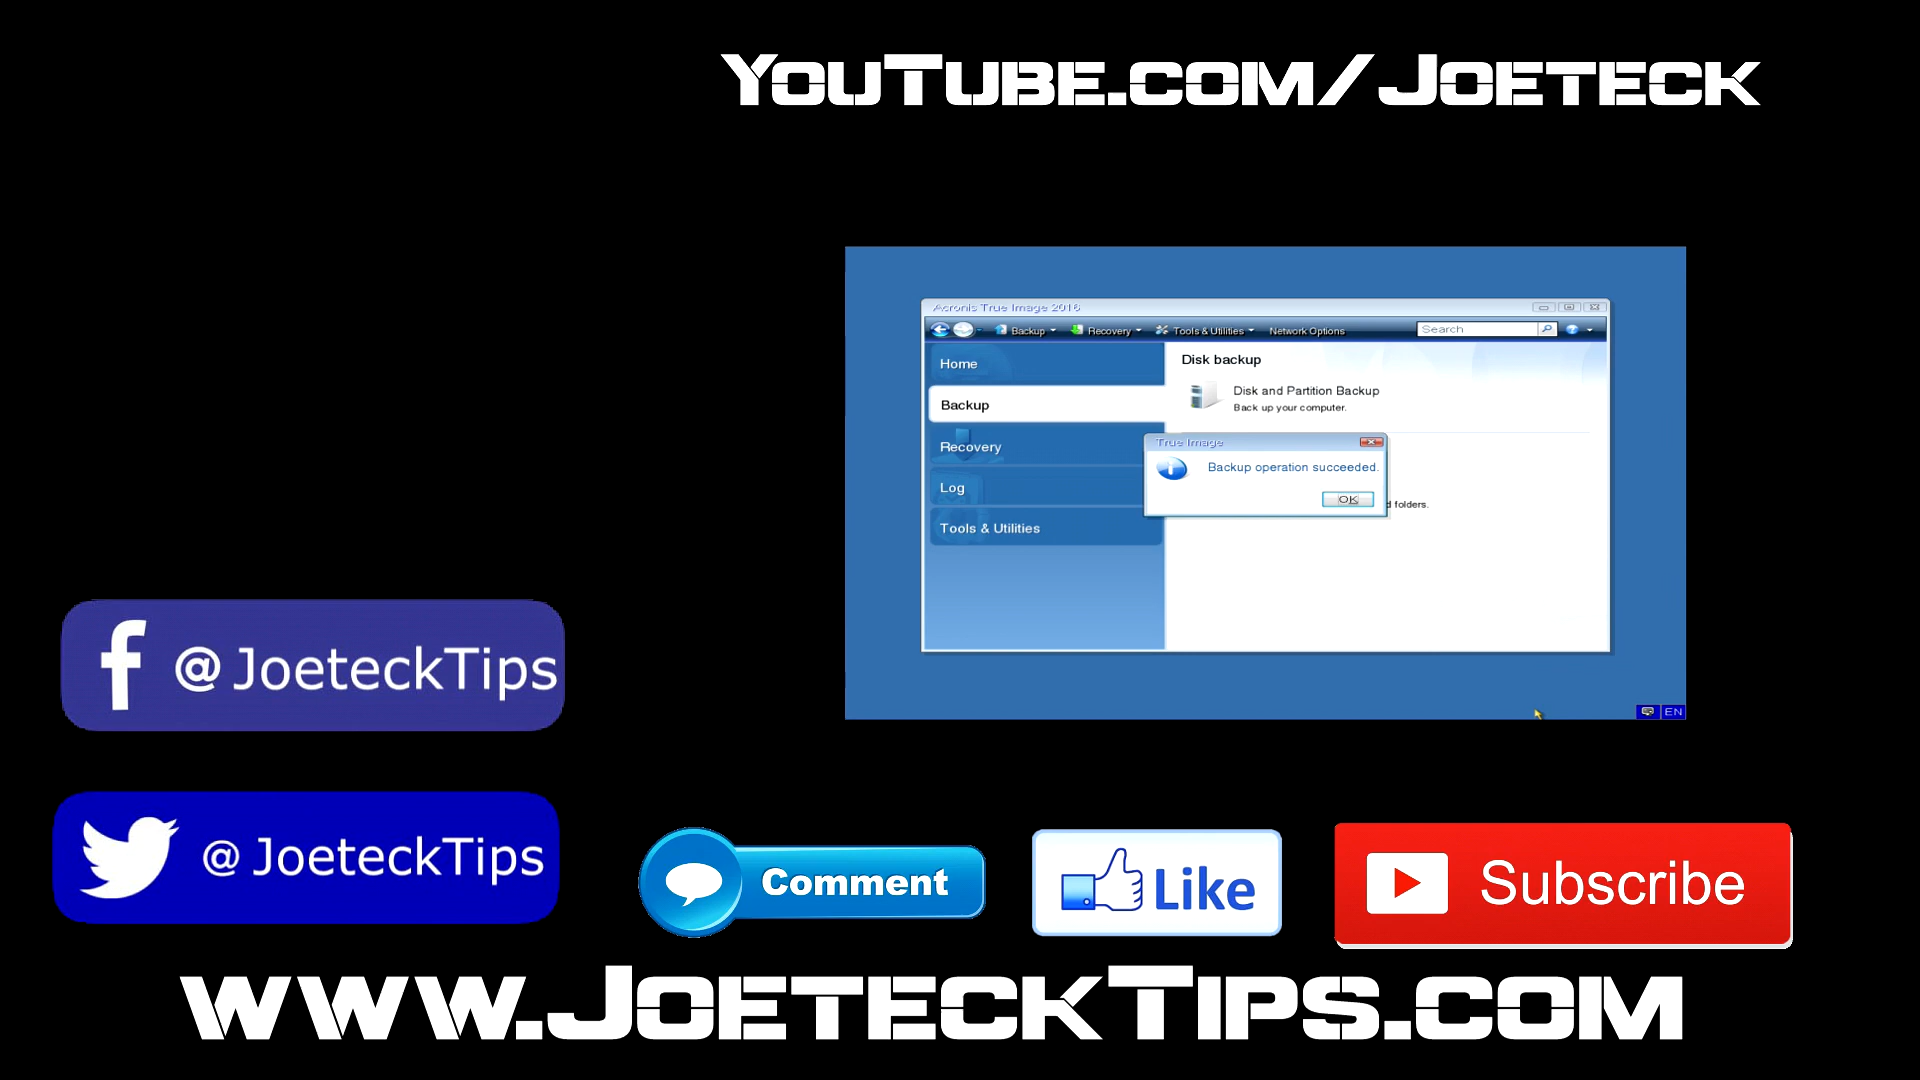 YouTube.com/Joeteck
Acronis True Image 2016
Backup Recovery Tools & Utilities Network Options Search
Home
Backup
Recovery
Log
Tools & Utilities
Disk backup
Disk and Partition Backup
Back up your computer.
True Image
Backup operation succeeded.
OK
d folders.
EN
f @JoeteckTips
@JoeteckTips
Comment
Like
Subscribe
www.JoeteckTips.com